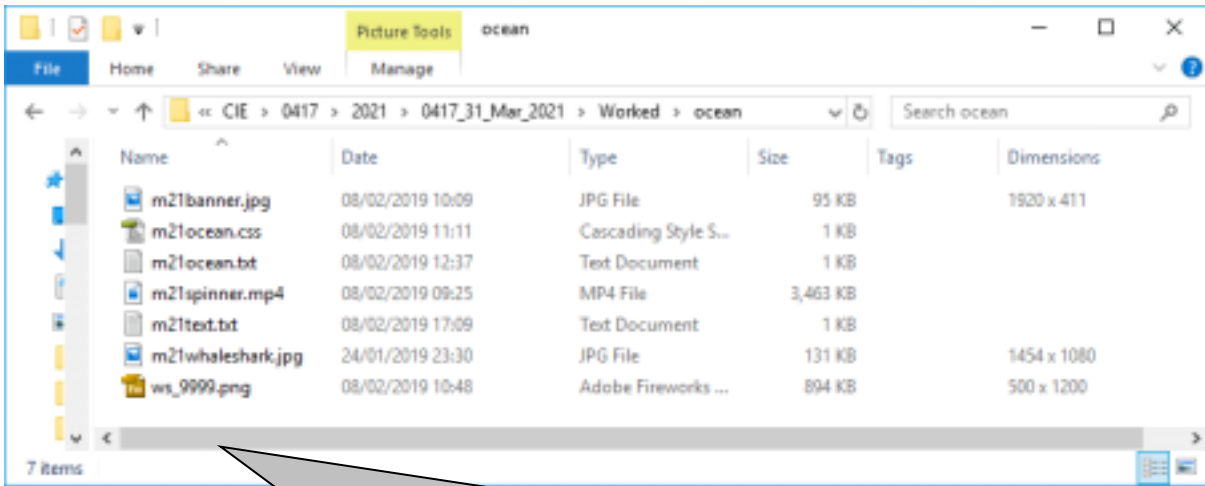 Picture Tools ocean
File Home Share View Manage
« CIE > 0417 > 2021 > 0417_31_Mar_2021 > Worked > ocean Search ocean
Name Date Type Size Tags Dimensions
m21banner.jpg 08/02/2019 10:09 JPG File 95 KB 1920 x 411
m21ocean.css 08/02/2019 11:11 Cascading Style S... 1 KB
m21ocean.txt 08/02/2019 12:37 Text Document 1 KB
m21spinner.mp4 08/02/2019 09:25 MP4 File 3,463 KB
m21text.txt 08/02/2019 17:09 Text Document 1 KB
m21whaleshark.jpg 24/01/2019 23:30 JPG File 131 KB 1454 x 1080
ws_9999.png 08/02/2019 10:48 Adobe Fireworks ... 894 KB 500 x 1200
7 items